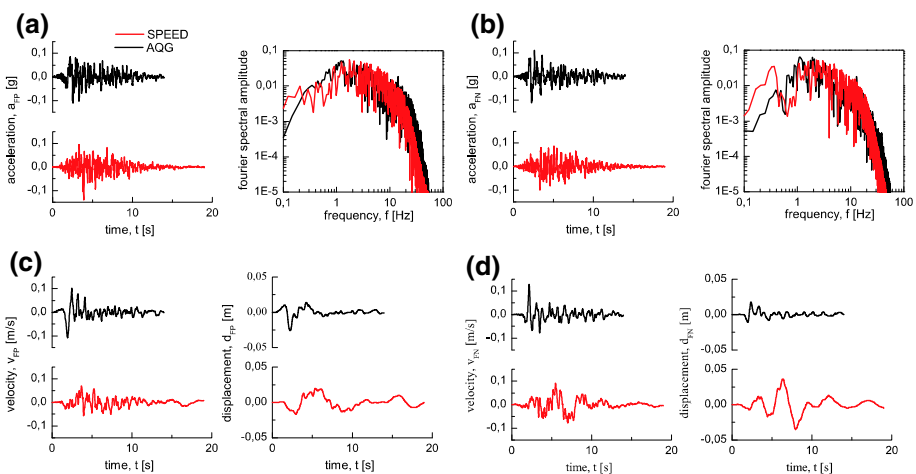 (a)
SPEED
AQG
acceleration, a_FP [g]
0,1
0,0
-0,1
0,1
0,0
-0,1
0
10
20
time, t [s]
fourier spectral amplitude
0,1
0,01
1E-3
1E-4
1E-5
0,1
1
10
100
frequency, f [Hz]
(b)
acceleration, a_FN [g]
0,1
0,0
-0,1
0,1
0,0
-0,1
0
10
20
time, t [s]
fourier spectral amplitude
0,1
0,01
1E-3
1E-4
1E-5
0,1
1
10
100
frequency, f [Hz]
(c)
velocity, v_FP [m/s]
0,1
0,0
-0,1
0,1
0,0
-0,1
0
10
20
time, t [s]
displacement, d_FP [m]
0,05
0,00
-0,05
0,05
0,00
-0,05
0
10
20
time, t [s]
(d)
velocity, v_FN [m/s]
0,1
0,0
-0,1
0,1
0,0
-0,1
0
10
20
time, t [s]
displacement, d_FN [m]
0,05
0,00
-0,05
0,05
0,00
-0,05
0
10
20
time, t [s]